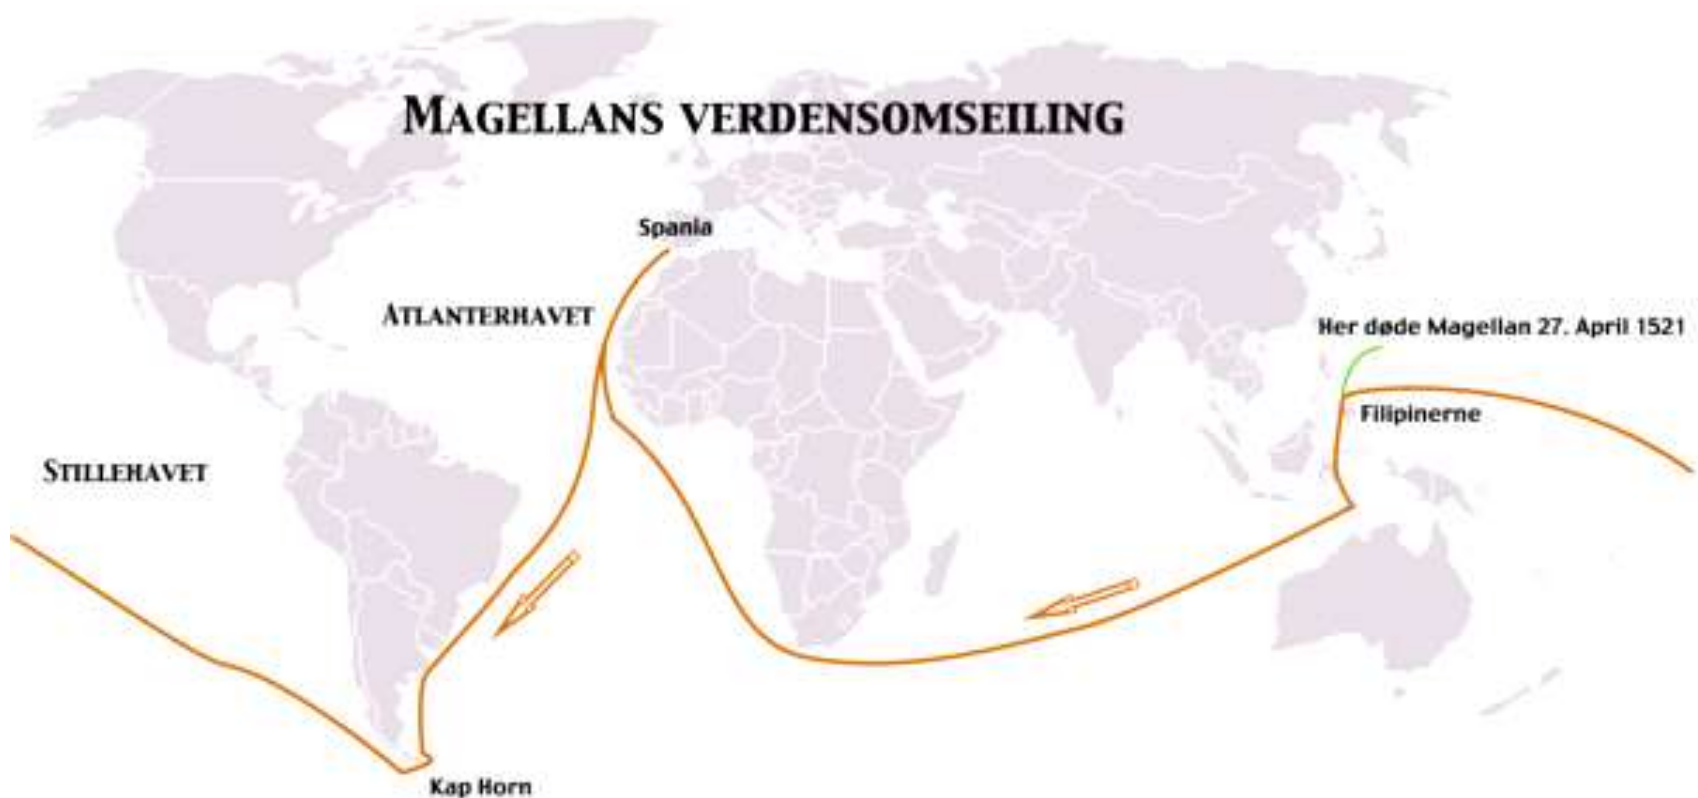 MAGELLANS VERDENSOMSEILING
Spania
ATLANTERHAVET
Her døde Magellan 27. April 1521
Filipinerne
STILLEHAVET
Kap Horn